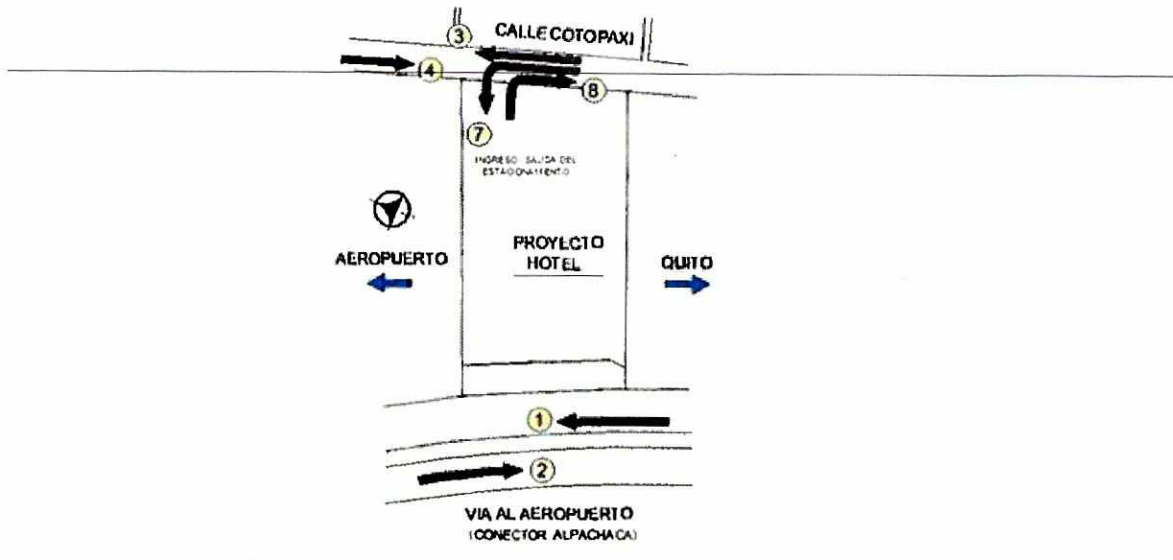 CALLE COTOPAXI
3
4
8
7
INGRESO SALIDA DEL
ESTACIONAMIENTO
AEROPUERTO
PROYECTO
HOTEL
QUITO
1
2
VIA AL AEROPUERTO
(CONECTOR ALPACHACA)